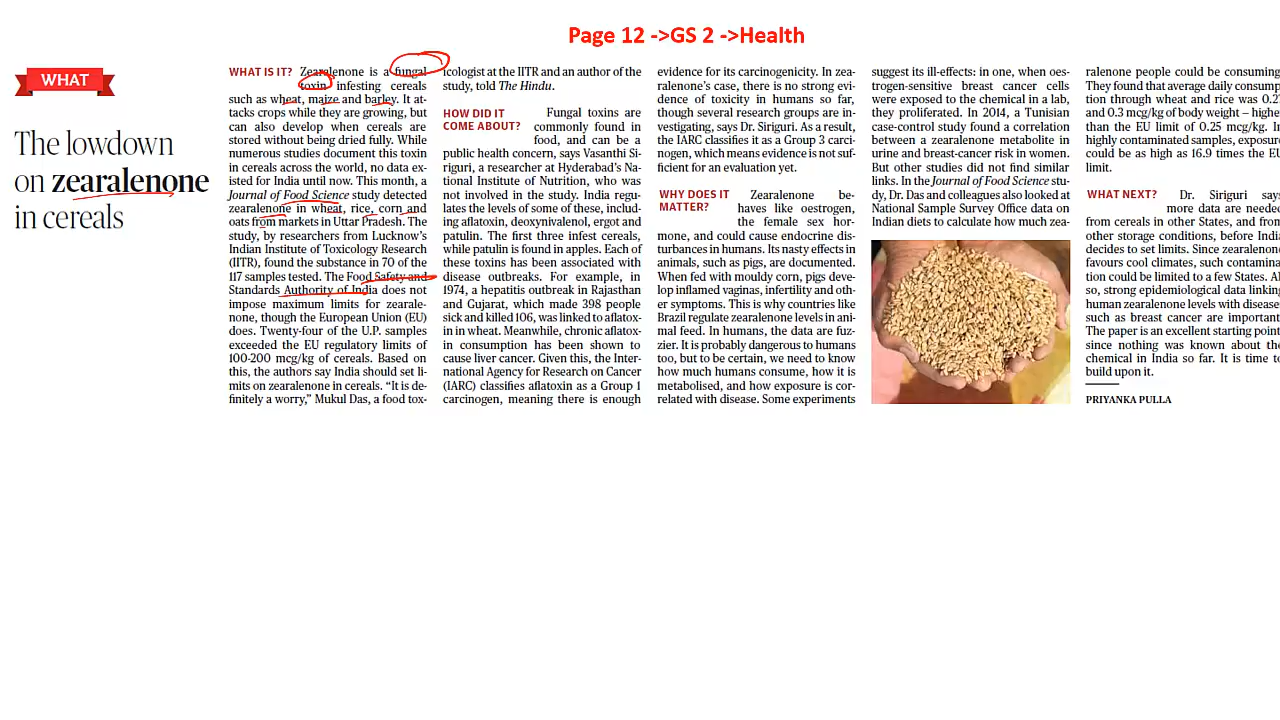 Page 12 ->GS 2 ->Health
WHAT
The lowdown
on zearalenone
in cereals
WHAT IS IT? Zearalenone is a fungal
toxin infesting cereals
such as wheat, maize and barley. It at-
tacks crops while they are growing, but
can also develop when cereals are
stored without being dried fully. While
numerous studies document this toxin
in cereals across the world, no data ex-
isted for India until now. This month, a
Journal of Food Science study detected
zearalenone in wheat, rice, corn and
oats from markets in Uttar Pradesh. The
study, by researchers from Lucknow's
Indian Institute of Toxicology Research
(IITR), found the substance in 70 of the
117 samples tested. The Food Safety and
Standards Authority of India does not
impose maximum limits for zearale-
none, though the European Union (EU)
does. Twenty-four of the U.P. samples
exceeded the EU regulatory limits of
100-200 mcg/kg of cereals. Based on
this, the authors say India should set li-
mits on zearalenone in cereals. “It is de-
finitely a worry,” Mukul Das, a food tox-
icologist at the IITR and an author of the
study, told The Hindu.
HOW DID IT
COME ABOUT?
Fungal toxins are
commonly found in
food, and can be a
public health concern, says Vasanthi Si-
riguri, a researcher at Hyderabad's Na-
tional Institute of Nutrition, who was
not involved in the study. India regu-
lates the levels of some of these, includ-
ing aflatoxin, deoxynivalenol, ergot and
patulin. The first three infest cereals,
while patulin is found in apples. Each of
these toxins has been associated with
disease outbreaks. For example, in
1974, a hepatitis outbreak in Rajasthan
and Gujarat, which made 398 people
sick and killed 106, was linked to aflatox-
in in wheat. Meanwhile, chronic aflatox-
in consumption has been shown to
cause liver cancer. Given this, the Inter-
national Agency for Research on Cancer
(IARC) classifies aflatoxin as a Group 1
carcinogen, meaning there is enough
evidence for its carcinogenicity. In zea-
ralenone's case, there is no strong evi-
dence of toxicity in humans so far,
though several research groups are in-
vestigating, says Dr. Siriguri. As a result,
the IARC classifies it as a Group 3 carci-
nogen, which means evidence is not suf-
ficient for an evaluation yet.
WHY DOES IT
MATTER?
Zearalenone be-
haves like oestrogen,
the female sex hor-
mone, and could cause endocrine dis-
turbances in humans. Its nasty effects in
animals, such as pigs, are documented.
When fed with mouldy corn, pigs deve-
lop inflamed vaginas, infertility and oth-
er symptoms. This is why countries like
Brazil regulate zearalenone levels in ani-
mal feed. In humans, the data are fuz-
zier. It is probably dangerous to humans
too, but to be certain, we need to know
how much humans consume, how it is
metabolised, and how exposure is cor-
related with disease. Some experiments
suggest its ill-effects: in one, when oes-
trogen-sensitive breast cancer cells
were exposed to the chemical in a lab,
they proliferated. In 2014, a Tunisian
case-control study found a correlation
between a zearalenone metabolite in
urine and breast-cancer risk in women.
But other studies did not find similar
links. In the Journal of Food Science stu-
dy, Dr. Das and colleagues also looked at
National Sample Survey Office data on
Indian diets to calculate how much zea-
ralenone people could be consuming
They found that average daily consump
tion through wheat and rice was 0.2
and 0.3 mcg/kg of body weight – highe
than the EU limit of 0.25 mcg/kg. In
highly contaminated samples, exposur
could be as high as 16.9 times the EU
limit.
WHAT NEXT? Dr. Siriguri say
more data are neede
from cereals in other States, and from
other storage conditions, before Indi
decides to set limits. Since zearalenon
favours cool climates, such contamina
tion could be limited to a few States. Al
so, strong epidemiological data linking
human zearalenone levels with disease
such as breast cancer are important
The paper is an excellent starting point
since nothing was known about the
chemical in India so far. It is time to
build upon it.
PRIYANKA PULLA